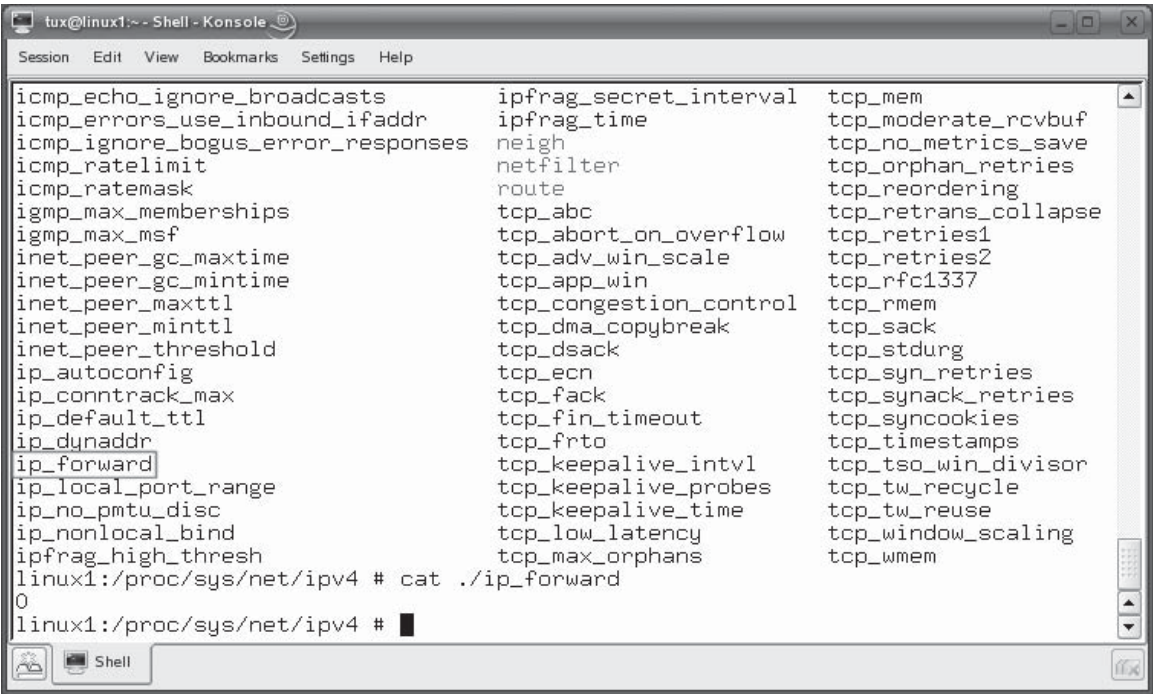 tux@linux1:~ - Shell - Konsole
Session Edit View Bookmarks Settings Help
icmp_echo_ignore_broadcasts ipfrag_secret_interval tcp_mem
icmp_errors_use_inbound_ifaddr ipfrag_time tcp_moderate_rcvbuf
icmp_ignore_bogus_error_responses neigh tcp_no_metrics_save
icmp_ratelimit netfilter tcp_orphan_retries
icmp_ratemask route tcp_reordering
igmp_max_memberships tcp_abc tcp_retrans_collapse
igmp_max_msf tcp_abort_on_overflow tcp_retries1
inet_peer_gc_maxtime tcp_adv_win_scale tcp_retries2
inet_peer_gc_mintime tcp_app_win tcp_rfc1337
inet_peer_maxttl tcp_congestion_control tcp_rmem
inet_peer_minttl tcp_dma_copybreak tcp_sack
inet_peer_threshold tcp_dsack tcp_stdurg
ip_autoconfig tcp_ecn tcp_syn_retries
ip_conntrack_max tcp_fack tcp_synack_retries
ip_default_ttl tcp_fin_timeout tcp_syncookies
ip_dynaddr tcp_frto tcp_timestamps
ip_forward tcp_keepalive_intvl tcp_tso_win_divisor
ip_local_port_range tcp_keepalive_probes tcp_tw_recycle
ip_no_pmtu_disc tcp_keepalive_time tcp_tw_reuse
ip_nonlocal_bind tcp_low_latency tcp_window_scaling
ipfrag_high_thresh tcp_max_orphans tcp_wmem
linux1:/proc/sys/net/ipv4 # cat ./ip_forward
0
linux1:/proc/sys/net/ipv4 #
Shell